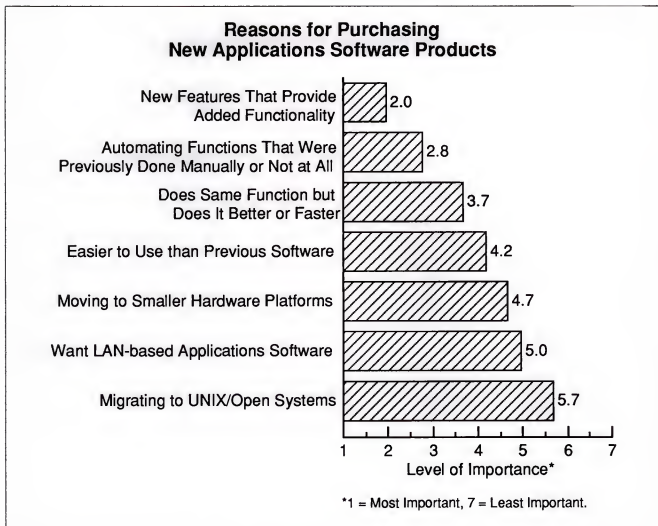 Reasons for Purchasing
New Applications Software Products
New Features That Provide
Added Functionality
2.0
Automating Functions That Were
Previously Done Manually or Not at All
2.8
Does Same Function but
Does It Better or Faster
3.7
Easier to Use than Previous Software
4.2
Moving to Smaller Hardware Platforms
4.7
Want LAN-based Applications Software
5.0
Migrating to UNIX/Open Systems
5.7
1 2 3 4 5 6 7
Level of Importance*
*1 = Most Important, 7 = Least Important.